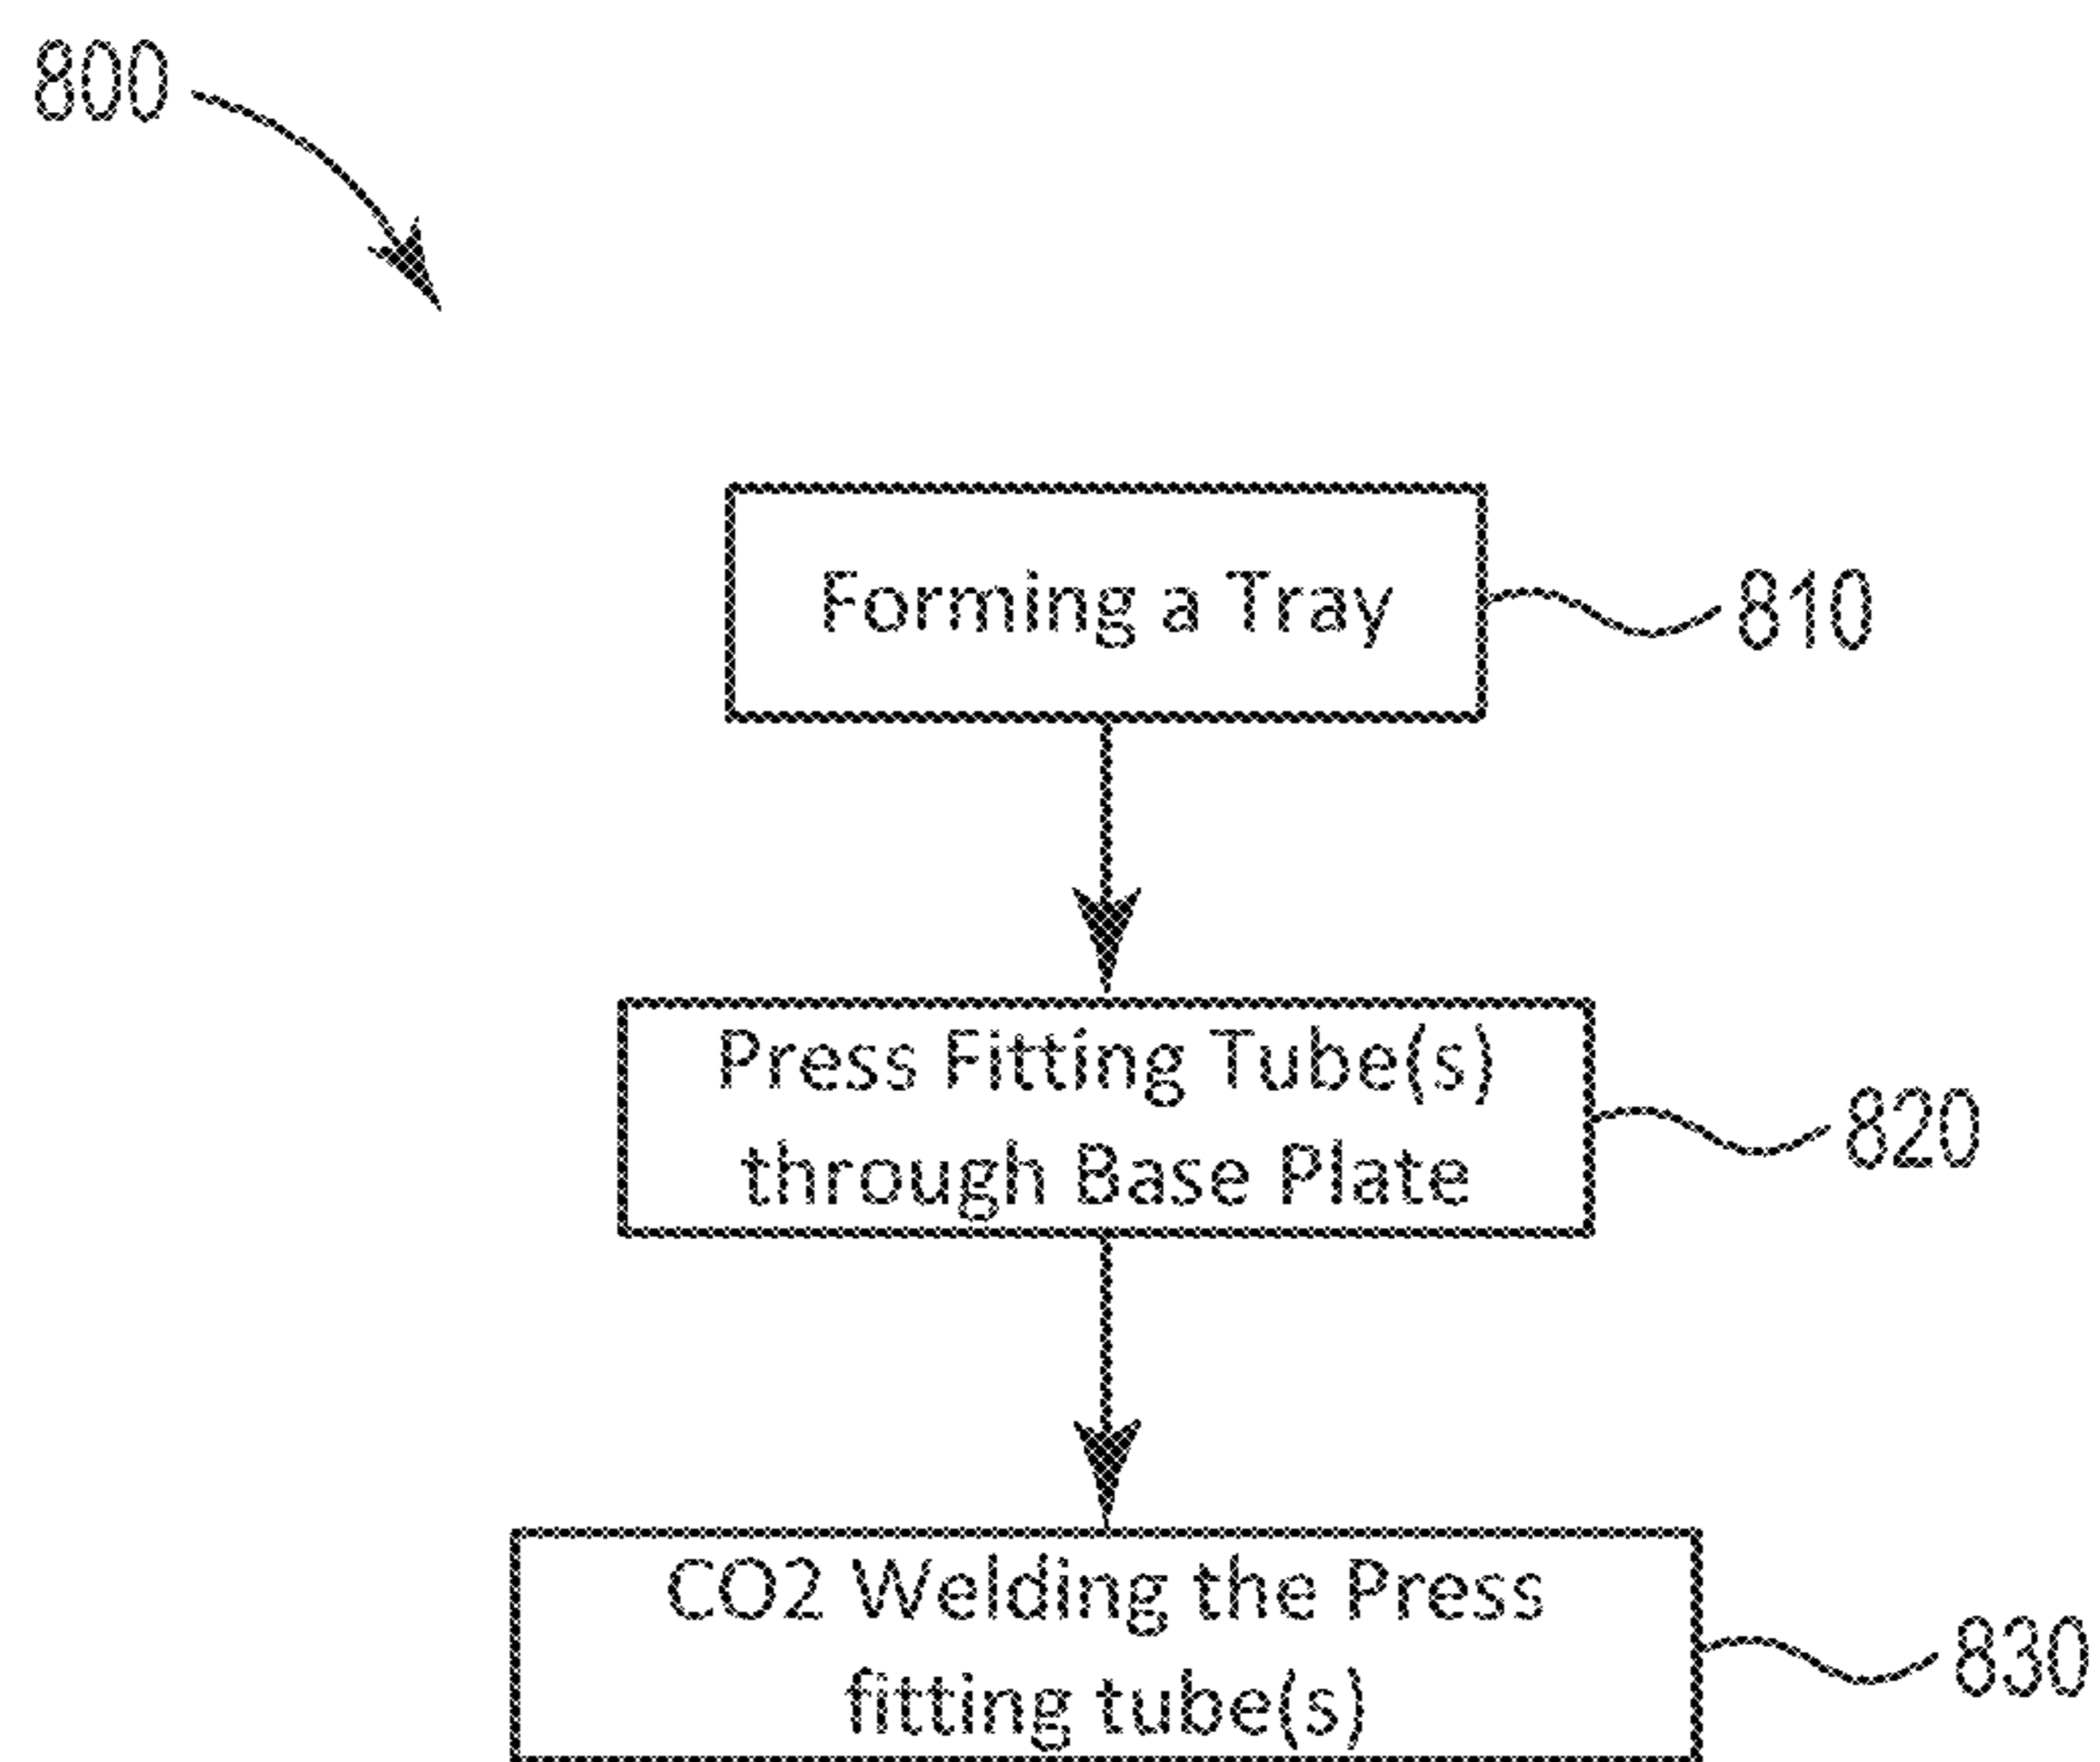 800
Forming a Tray
810
Press Fitting Tube(s)
through Base Plate
820
CO2 Welding the Press
fitting tube(s)
830